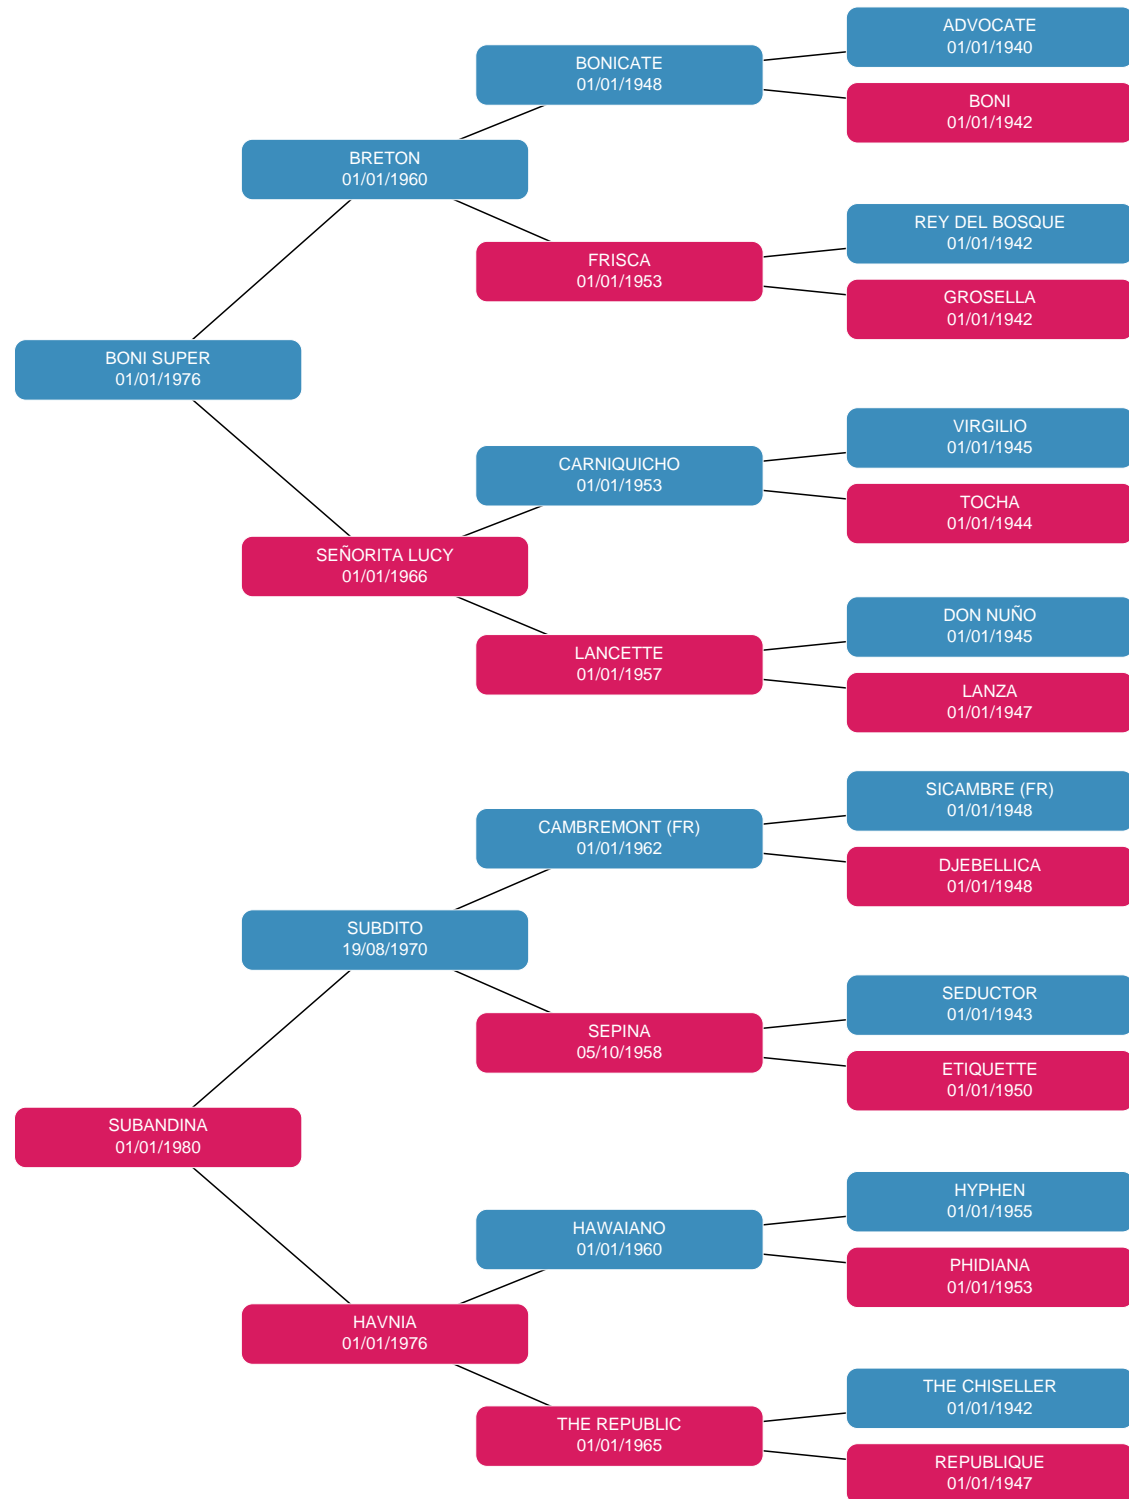 ADVOCATE
01/01/1940
BONICATE
01/01/1948
BONI
01/01/1942
BRETON
01/01/1960
REY DEL BOSQUE
01/01/1942
FRISCA
01/01/1953
GROSELLA
01/01/1942
BONI SUPER
01/01/1976
VIRGILIO
01/01/1945
CARNIQUICHO
01/01/1953
TOCHA
01/01/1944
SEÑORITA LUCY
01/01/1966
DON NUÑO
01/01/1945
LANCETTE
01/01/1957
LANZA
01/01/1947
SICAMBRE (FR)
01/01/1948
CAMBREMONT (FR)
01/01/1962
DJEBELLICA
01/01/1948
SUBDITO
19/08/1970
SEDUCTOR
01/01/1943
SEPINA
05/10/1958
ETIQUETTE
01/01/1950
SUBANDINA
01/01/1980
HYPHEN
01/01/1955
HAWAIANO
01/01/1960
PHIDIANA
01/01/1953
HAVNIA
01/01/1976
THE CHISELLER
01/01/1942
THE REPUBLIC
01/01/1965
REPUBLIQUE
01/01/1947